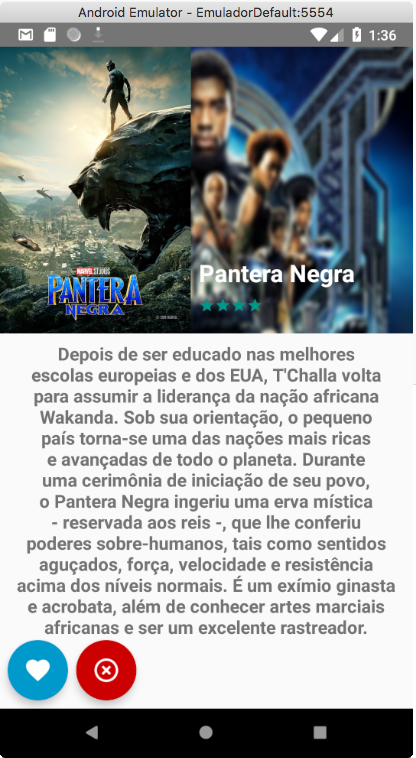 Android Emulator - EmuladorDefault:5554
1:36
MARVEL STUDIOS
PANTERA
NEGRA
Pantera Negra
Depois de ser educado nas melhores
escolas europeias e dos EUA, T'Challa volta
para assumir a liderança da nação africana
Wakanda. Sob sua orientação, o pequeno
país torna-se uma das nações mais ricas
e avançadas de todo o planeta. Durante
uma cerimônia de iniciação de seu povo,
o Pantera Negra ingeriu uma erva mística
- reservada aos reis -, que lhe conferiu
poderes sobre-humanos, tais como sentidos
aguçados, força, velocidade e resistência
acima dos níveis normais. É um exímio ginasta
e acrobata, além de conhecer artes marciais
africanas e ser um excelente rastreador.